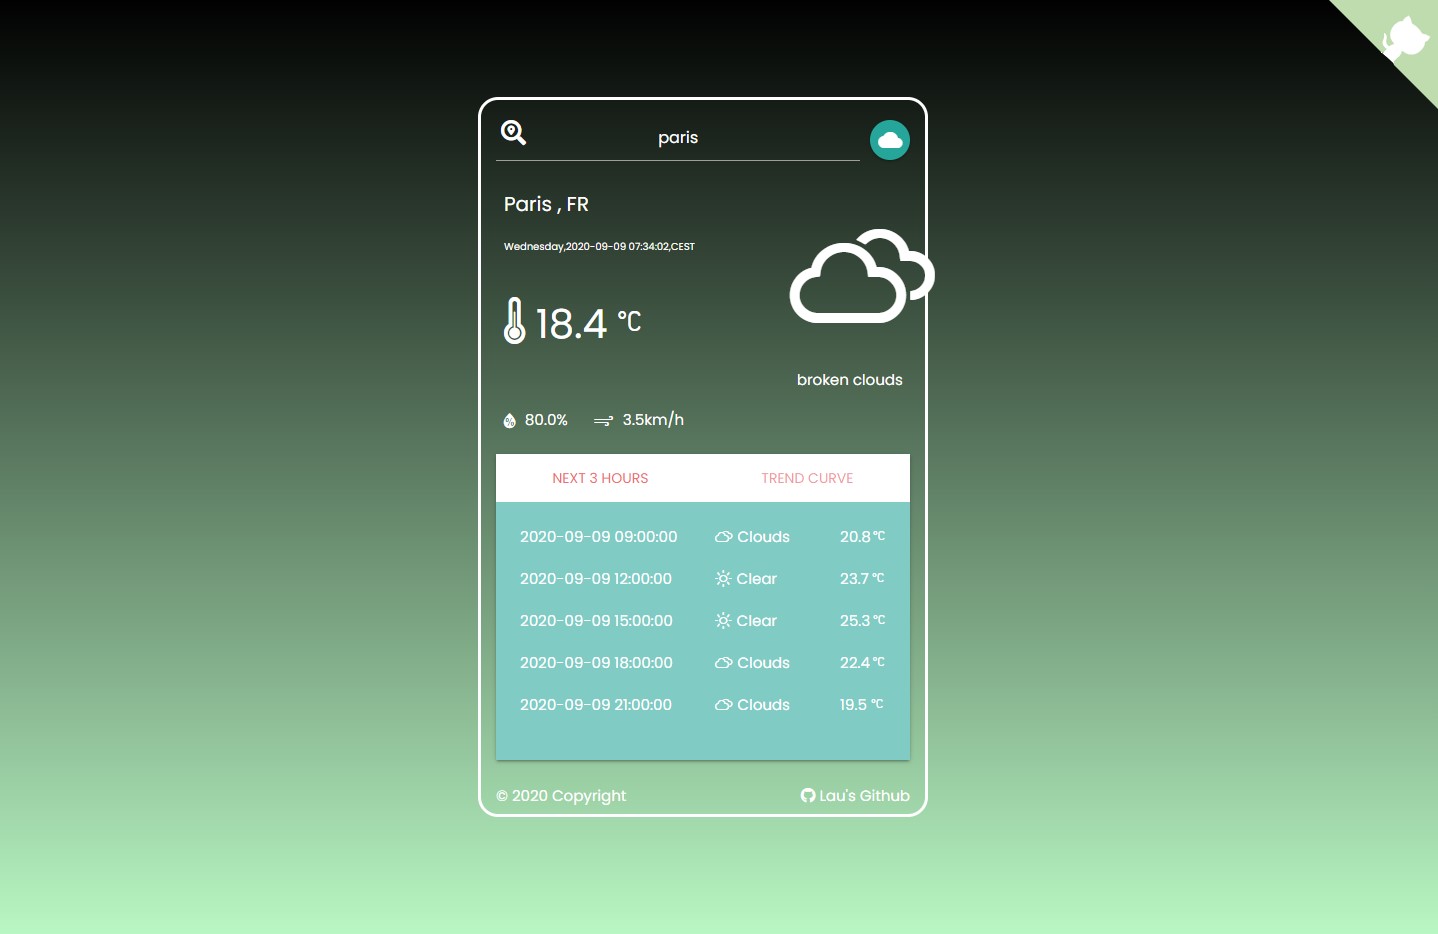 paris
Paris , FR
Wednesday,2020-09-09 07:34:02,CEST
18.4 °C
broken clouds
80.0% 3.5km/h
NEXT 3 HOURS TREND CURVE
2020-09-09 09:00:00 Clouds 20.8 °C
2020-09-09 12:00:00 Clear 23.7 °C
2020-09-09 15:00:00 Clear 25.3 °C
2020-09-09 18:00:00 Clouds 22.4 °C
2020-09-09 21:00:00 Clouds 19.5 °C
© 2020 Copyright Lau's Github